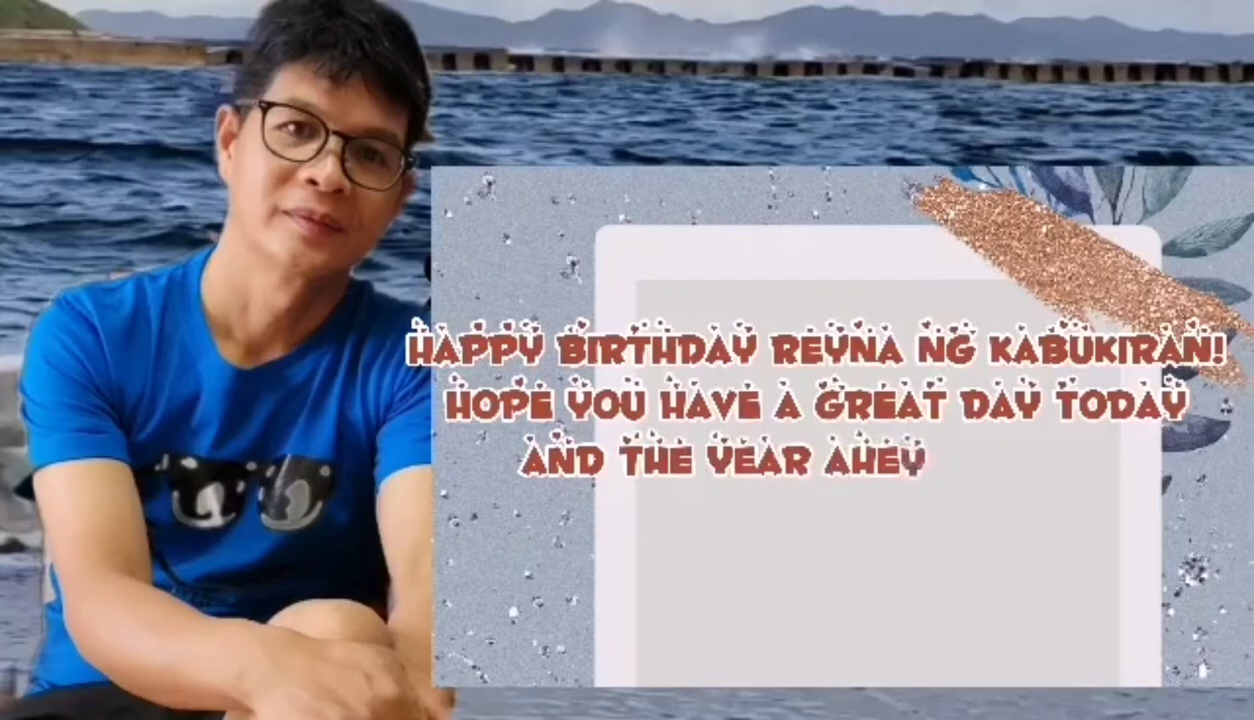 HAPPY BIRTHDAY REYNA NG KABUKIRAN!
HOPE YOU HAVE A GREAT DAY TODAY
AND THE YEAR AHEY